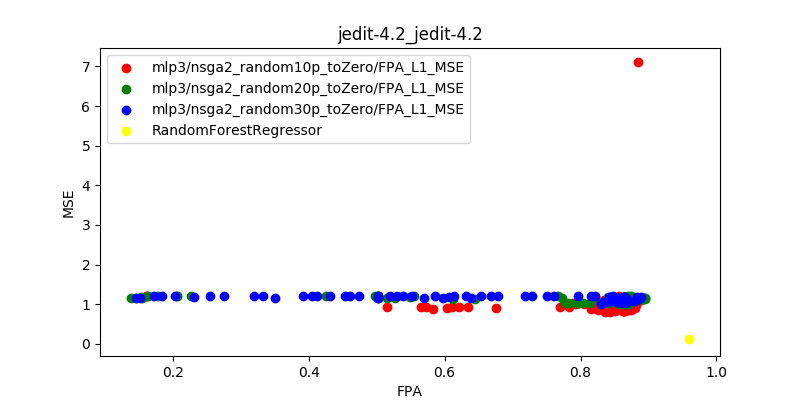 jedit-4.2_jedit-4.2
mlp3/nsga2_random10p_toZero/FPA_L1_MSE
mlp3/nsga2_random20p_toZero/FPA_L1_MSE
mlp3/nsga2_random30p_toZero/FPA_L1_MSE
RandomForestRegressor
MSE
7
6
5
4
3
2
1
0
0.2 0.4 0.6 0.8 1.0
FPA